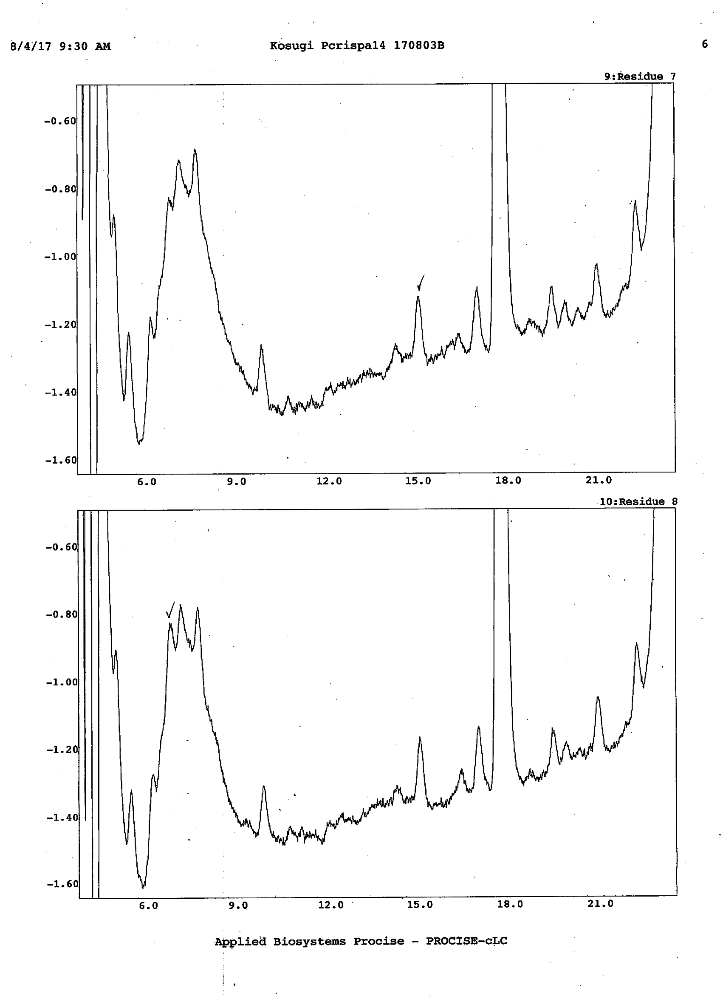 8/4/17 9:30 AM Kosugi Pcrispa14 170803B 6
9:Residue 7
-0.60
-0.80
-1.00
-1.20
-1.40
-1.60
6.0 9.0 12.0 15.0 18.0 21.0
10:Residue 8
-0.60
-0.80
-1.00
-1.20
-1.40
-1.60
6.0 9.0 12.0 15.0 18.0 21.0
Applied Biosystems Procise - PROCISE-cLC